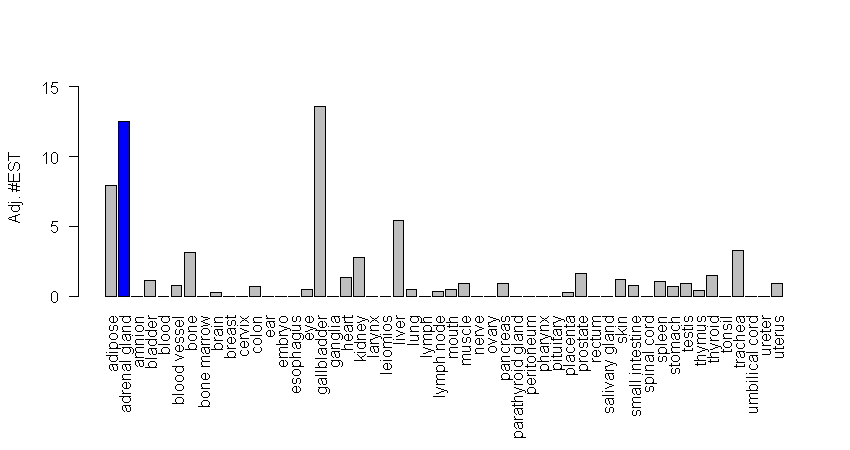 15
10
5
0
Adj. #EST
adipose
adrenal gland
amnion
bladder
blood
blood vessel
bone
bone marrow
brain
breast
cervix
colon
ear
embryo
esophagus
eye
gallbladder
ganglia
heart
kidney
larynx
leiomios
liver
lung
lymph
lymph node
mouth
muscle
nerve
ovary
pancreas
parathyroid gland
peritoneum
pharynx
pituitary
placenta
prostate
rectum
salivary gland
skin
small intestine
spinal cord
spleen
stomach
testis
thymus
thyroid
tonsil
trachea
umbilical cord
ureter
uterus